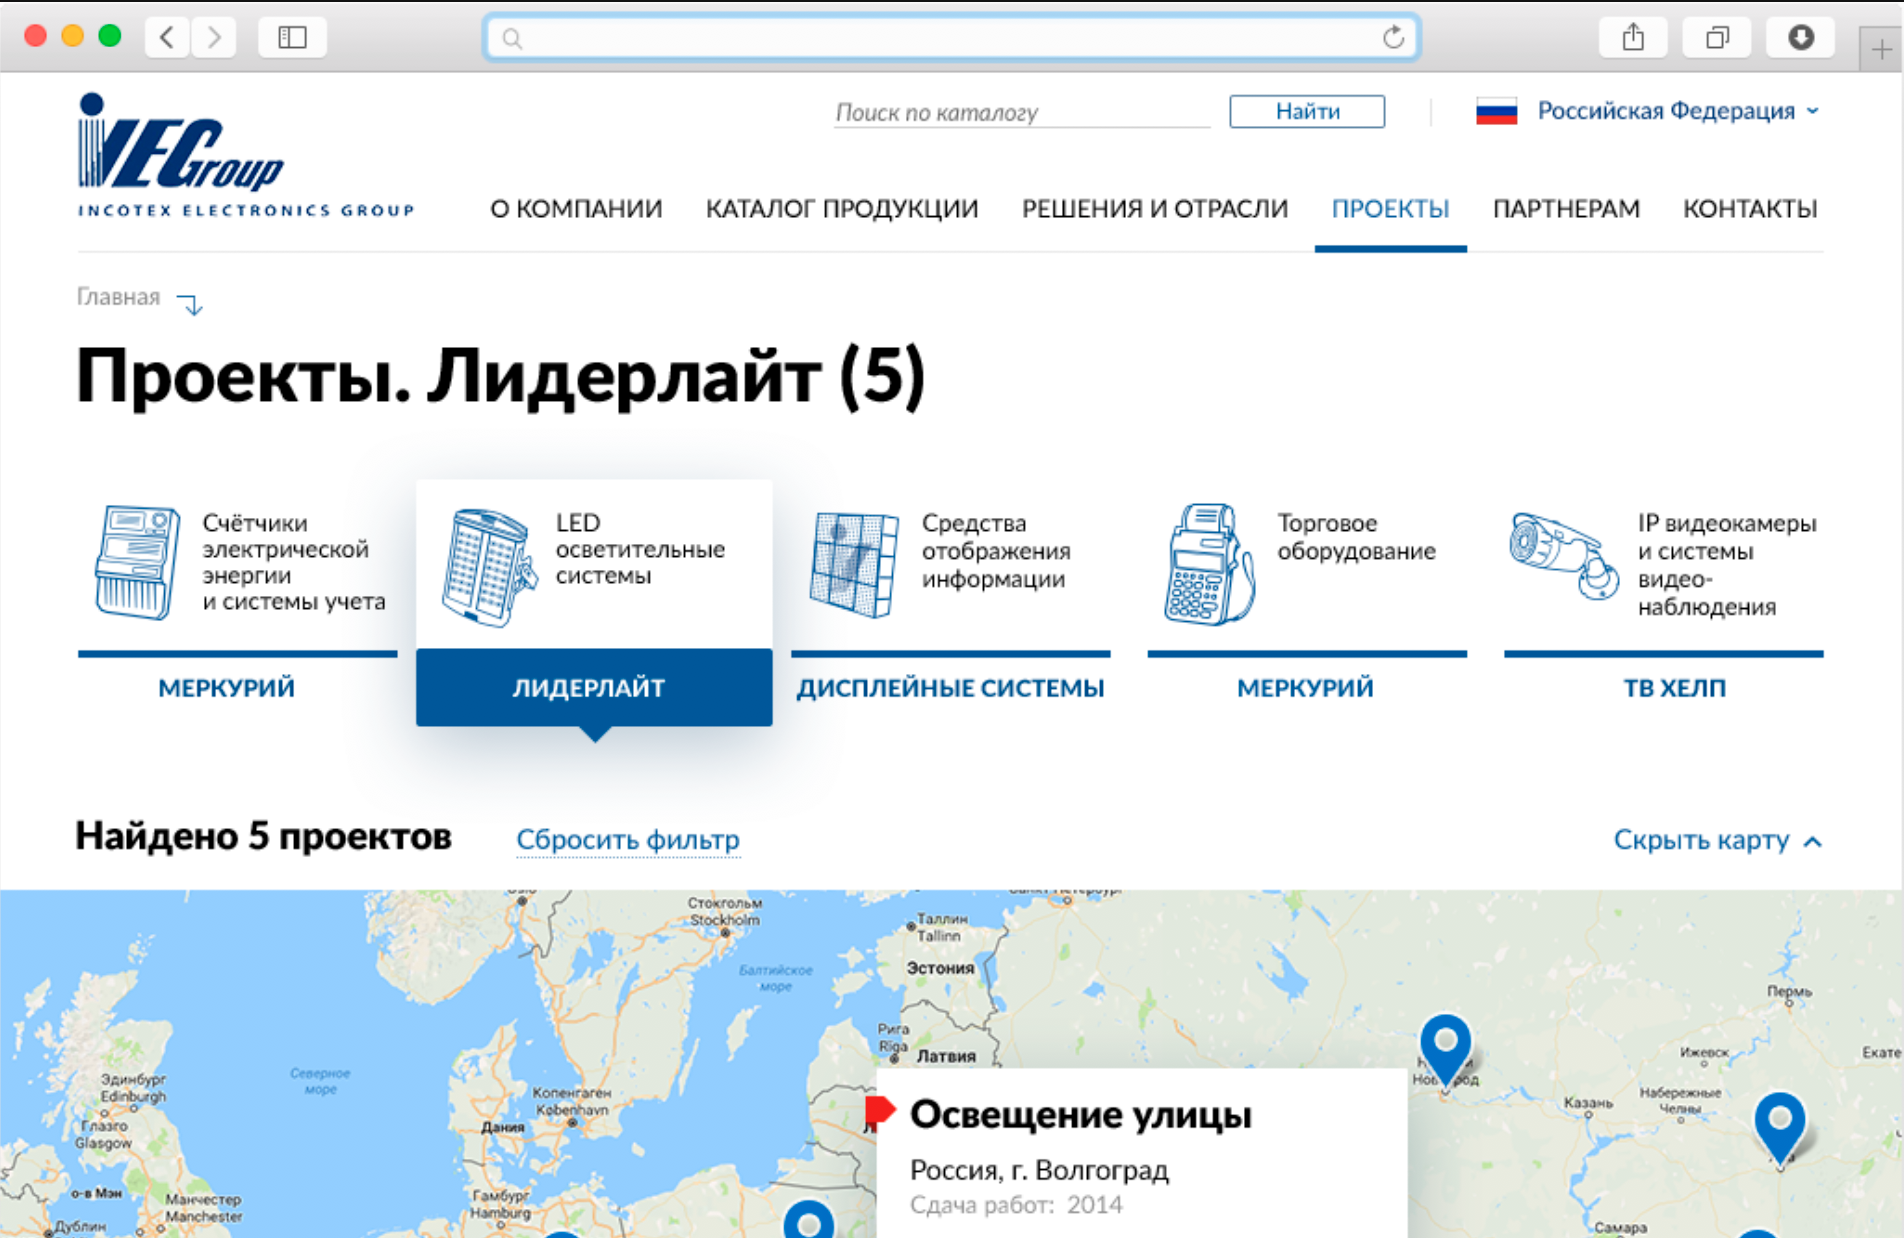 Поиск по каталогу
Найти
Российская Федерация
iIEGroup
INCOTEX ELECTRONICS GROUP
О КОМПАНИИ
КАТАЛОГ ПРОДУКЦИИ
РЕШЕНИЯ И ОТРАСЛИ
ПРОЕКТЫ
ПАРТНЕРАМ
КОНТАКТЫ
Главная
Проекты. Лидерлайт (5)
Счётчики
электрической
энергии
и системы учета
МЕРКУРИЙ
LED
осветительные
системы
ЛИДЕРЛАЙТ
Средства
отображения
информации
ДИСПЛЕЙНЫЕ СИСТЕМЫ
Торговое
оборудование
МЕРКУРИЙ
IP видеокамеры
и системы
видео-
наблюдения
ТВ ХЕЛП
Найдено 5 проектов
Сбросить фильтр
Скрыть карту
Стокгольм
Stockholm
Таллин
Tallinn
Эстония
Балтийское
море
Пермь
Рига
Riga
Латвия
Ижевск
Екате
Северное
море
Эдинбург
Edinburgh
Глазго
Glasgow
Копенгаген
København
Дания
Казань
Набережные
Челны
Освещение улицы
Россия, г. Волгоград
Сдача работ: 2014
о-в Мэн
Манчестер
Manchester
Дублин
Гамбург
Hamburg
Самара